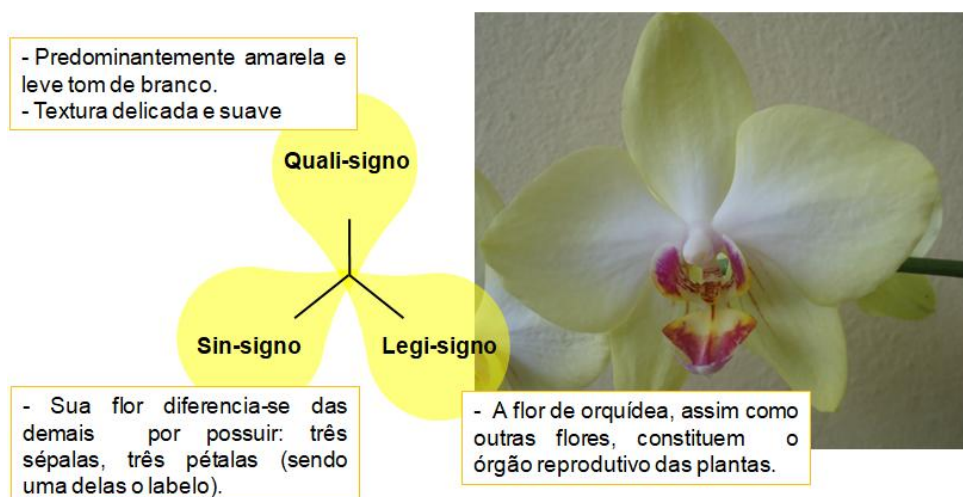 - Predominantemente amarela e
leve tom de branco.
- Textura delicada e suave
Quali-signo
Sin-signo
Legi-signo
- Sua flor diferencia-se das
demais por possuir: três
sépalas, três pétalas (sendo
uma delas o labelo).
- A flor de orquídea, assim como
outras flores, constituem o
órgão reprodutivo das plantas.